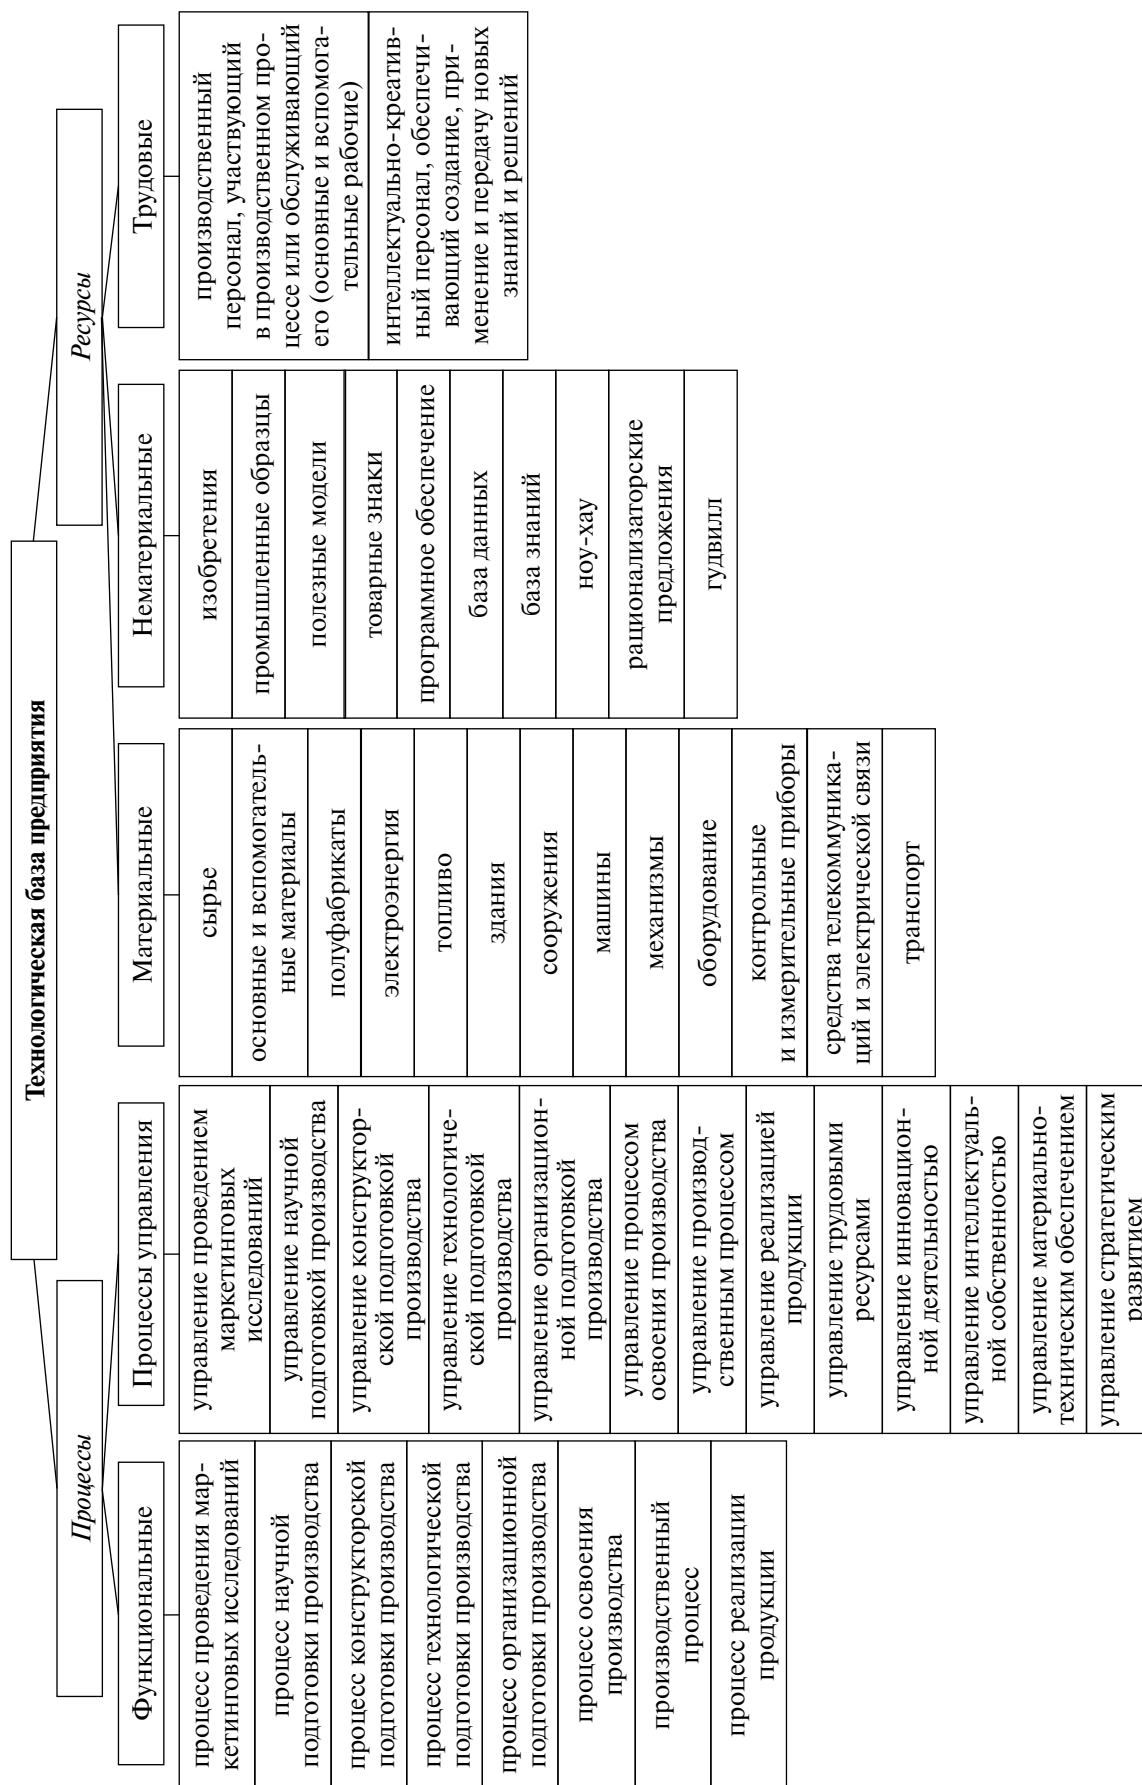 Технологическая база предприятия
Процессы
Ресурсы
Функциональные
процесс проведения мар-
кетинговых исследований
процесс научной
подготовки производства
процесс конструкторской
подготовки производства
процесс технологической
подготовки производства
процесс организационной
подготовки производства
процесс освоения
производства
производственный
процесс
процесс реализации
продукции
Процессы управления
управление проведением
маркетинговых
исследований
управление научной
подготовкой производства
управление конструктор-
ской подготовкой
производства
управление технологиче-
ской подготовкой
производства
управление организацион-
ной подготовкой
производства
управление процессом
освоения производства
управление производ-
ственным процессом
управление реализацией
продукции
управление трудовыми
ресурсами
управление инновацион-
ной деятельностью
управление интеллектуаль-
ной собственностью
управление материально-
техническим обеспечением
управление стратегическим
развитием
Материальные
сырье
основные и вспомогатель-
ные материалы
полуфабрикаты
электроэнергия
топливо
здания
сооружения
машины
механизмы
оборудование
контрольные
и измерительные приборы
средства телекоммуника-
ций и электрической связи
транспорт
Нематериальные
изобретения
промышленные образцы
полезные модели
товарные знаки
программное обеспечение
база данных
база знаний
ноу-хау
рационализаторские
предложения
гудвилл
Трудовые
производственный
персонал, участвующий
в производственном про-
цессе или обслуживающий
его (основные и вспомога-
тельные рабочие)
интеллектуально-креатив-
ный персонал, обеспечи-
вающий создание, при-
менение и передачу новых
знаний и решений